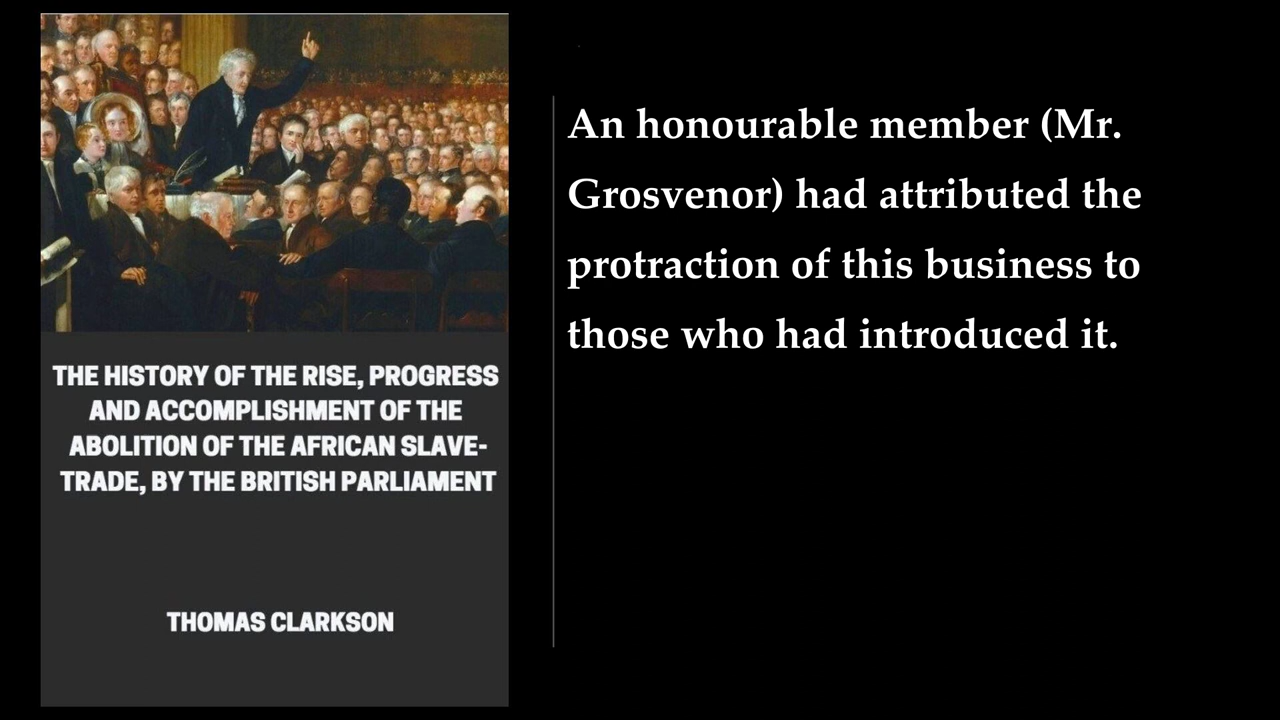 THE HISTORY OF THE RISE, PROGRESS
AND ACCOMPLISHMENT OF THE
ABOLITION OF THE AFRICAN SLAVE-
TRADE, BY THE BRITISH PARLIAMENT
THOMAS CLARKSON
An honourable member (Mr.
Grosvenor) had attributed the
protraction of this business to
those who had introduced it.